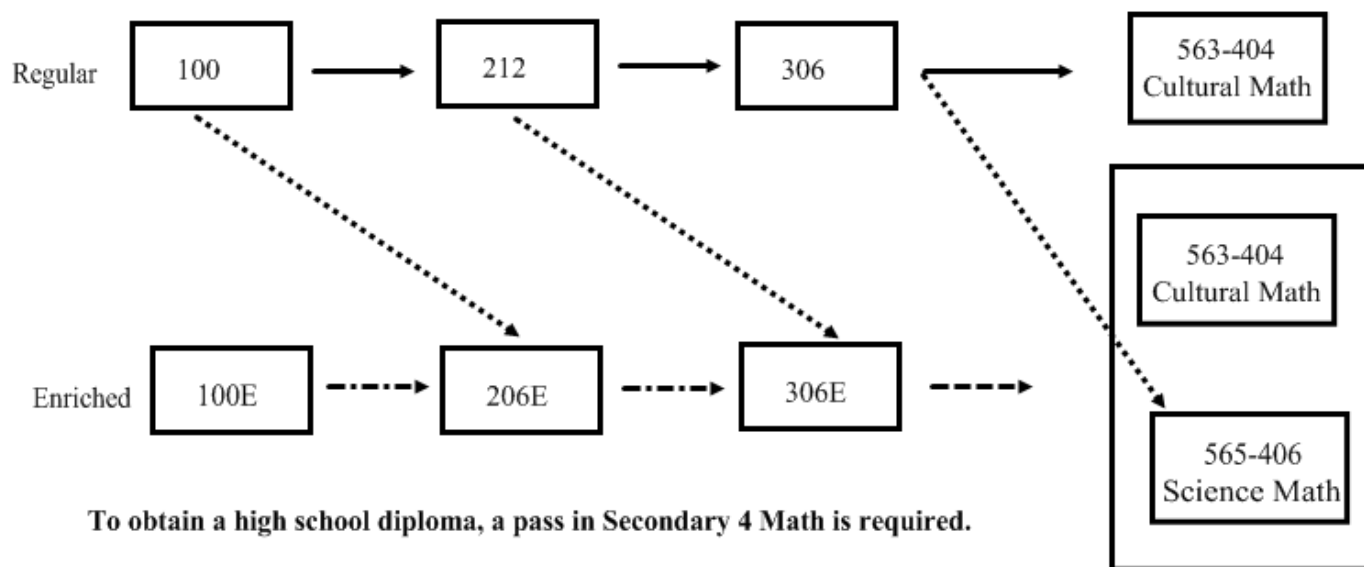 Regular
100
212
306
563-404
Cultural Math
563-404
Cultural Math
Enriched
100E
206E
306E
565-406
Science Math
To obtain a high school diploma, a pass in Secondary 4 Math is required.